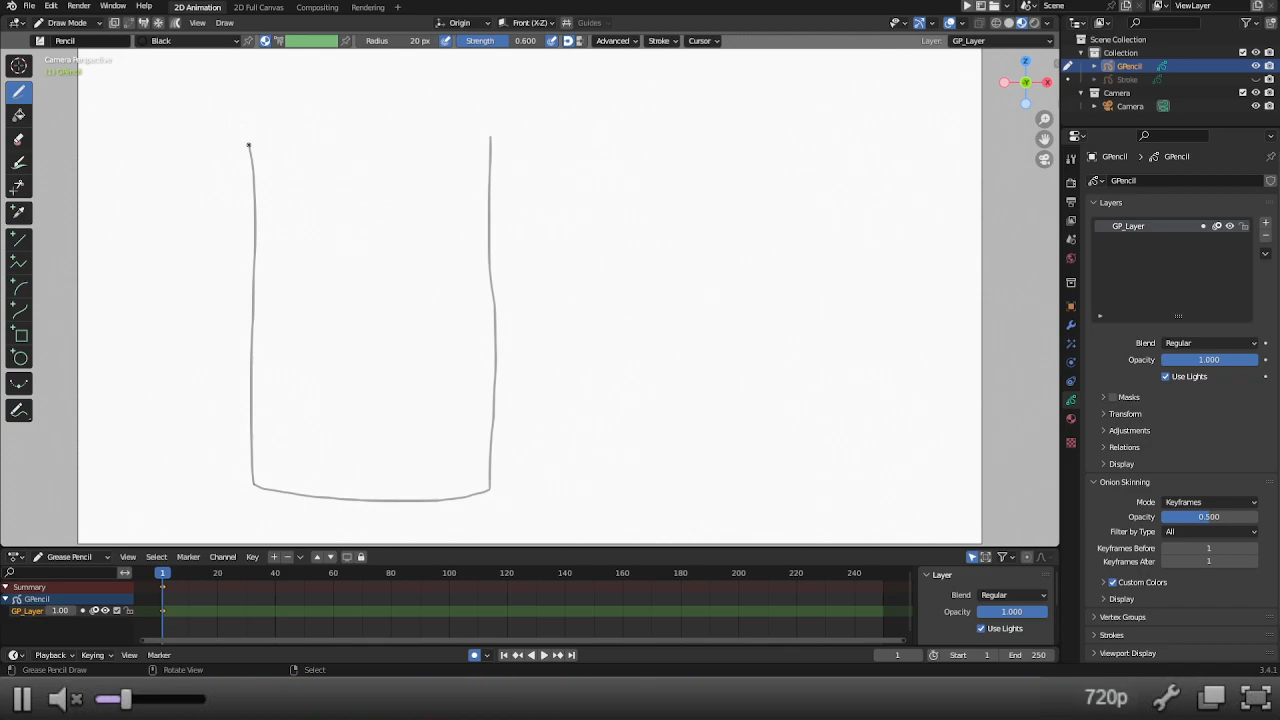 File Edit Render Window Help 2D Animation 2D Full Canvas Compositing Rendering + Scene ViewLayer
Draw Mode View Draw Origin Front (X-Z) Guides
Pencil Black Radius 20 px Strength 0.600 Advanced Stroke Cursor Layer: GP_Layer
Camera Perspective
(1) GPencil
Z
Y
X
Scene Collection
Collection
GPencil
Stroke
Camera
Camera
GPencil GPencil
GPencil
Layers
GP_Layer
Blend Regular
Opacity 1.000
Use Lights
Masks
Transform
Adjustments
Relations
Display
Onion Skinning
Mode Keyframes
Opacity 0.500
Filter by Type All
Keyframes Before 1
Keyframes After 1
Custom Colors
Display
Vertex Groups
Strokes
Viewport Display
Grease Pencil View Select Marker Channel Key
1 20 40 60 80 100 120 140 160 180 200 220 240
Summary
GPencil
GP_Layer 1.00
Layer
Blend Regular
Opacity 1.000
Use Lights
Playback Keying View Marker 1 Start 1 End 250
Grease Pencil Draw Rotate View Select 3.4.1
720p